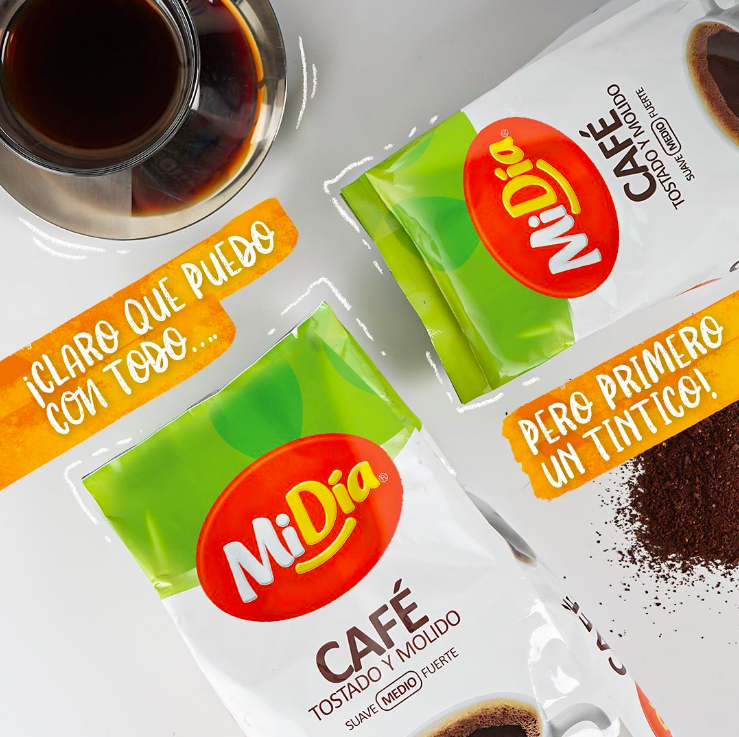 ¡CLARO QUE PUEDO
CON TODO....
PERO PRIMERO
UN TINTICO!
MiDía®
CAFÉ
TOSTADO Y MOLIDO
SUAVE MEDIO FUERTE
MiDía®
CAFÉ
TOSTADO Y MOLIDO
SUAVE MEDIO FUERTE